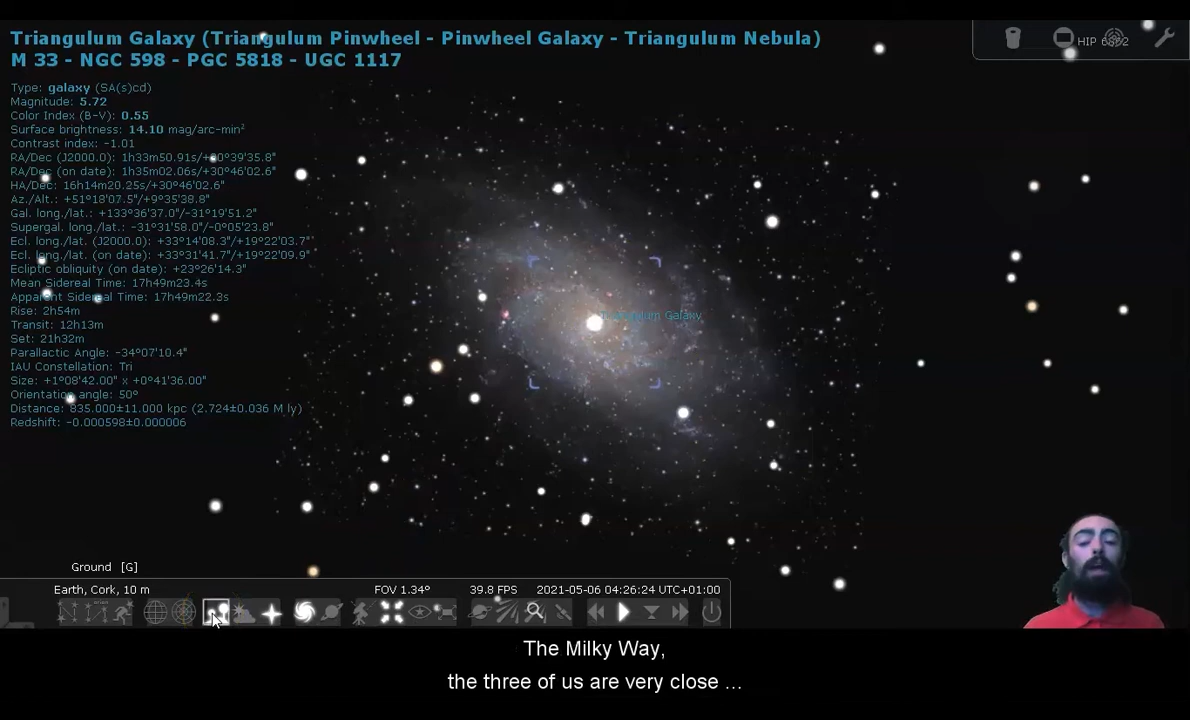 Triangulum Galaxy (Triangulum Pinwheel - Pinwheel Galaxy - Triangulum Nebula)
M 33 - NGC 598 - PGC 5818 - UGC 1117
HIP 6872
Type: galaxy (SA(s)cd)
Magnitude: 5.72
Color Index (B-V): 0.55
Surface brightness: 14.10 mag/arc-min²
Contrast index: -1.01
RA/Dec (J2000.0): 1h33m50.91s/+30°39'35.8"
RA/Dec (on date): 1h35m02.06s/+30°46'02.6"
HA/Dec: 16h14m20.25s/+30°46'02.6"
Az./Alt.: +51°18'07.5"/+9°35'38.8"
Gal. long./lat.: +133°36'37.0"/-31°19'51.2"
Supergal. long./lat.: -31°31'58.0"/-0°05'23.8"
Ecl. long./lat. (J2000.0): +33°14'08.3"/+19°22'03.7"
Ecl. long./lat. (on date): +33°31'41.7"/+19°22'09.9"
Ecliptic obliquity (on date): +23°26'14.3"
Mean Sidereal Time: 17h49m23.4s
Apparent Sidereal Time: 17h49m22.3s
Rise: 2h54m
Transit: 12h13m
Set: 21h32m
Parallactic Angle: -34°07'10.4"
IAU Constellation: Tri
Size: +1°08'42.00" x +0°41'36.00"
Orientation angle: 50°
Distance: 835.000±11.000 kpc (2.724±0.036 M ly)
Redshift: -0.000598±0.000006
Triangulum Galaxy
Ground [G]
Earth, Cork, 10 m FOV 1.34° 39.8 FPS 2021-05-06 04:26:24 UTC+01:00
The Milky Way,
the three of us are very close ...